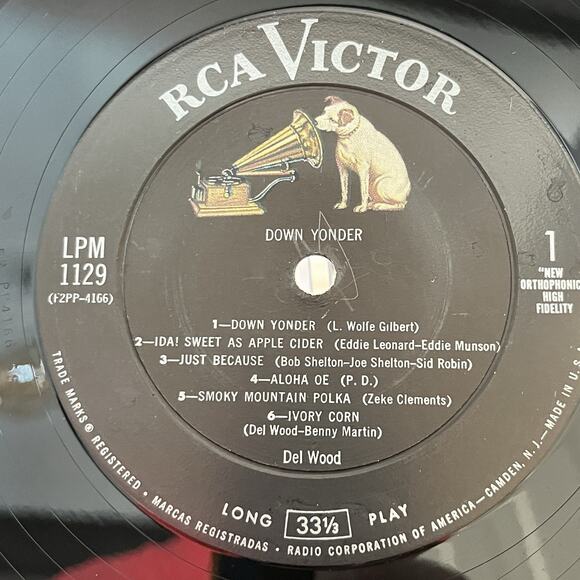 RCA VICTOR
DOWN YONDER
LPM
1129
(F2PP-4166)
1
"NEW
ORTHOPHONIC
HIGH
FIDELITY
1—DOWN YONDER (L. Wolfe Gilbert)
2—IDA! SWEET AS APPLE CIDER (Eddie Leonard—Eddie Munson)
3—JUST BECAUSE (Bob Shelton—Joe Shelton—Sid Robin)
4—ALOHA OE (P. D.)
5—SMOKY MOUNTAIN POLKA (Zeke Clements)
6—IVORY CORN
(Del Wood—Benny Martin)
Del Wood
LONG 33⅓ PLAY
TRADE MARKS ® REGISTERED • MARCAS REGISTRADAS • RADIO CORPORATION OF AMERICA—CAMDEN, N.J.—MADE IN U.S.